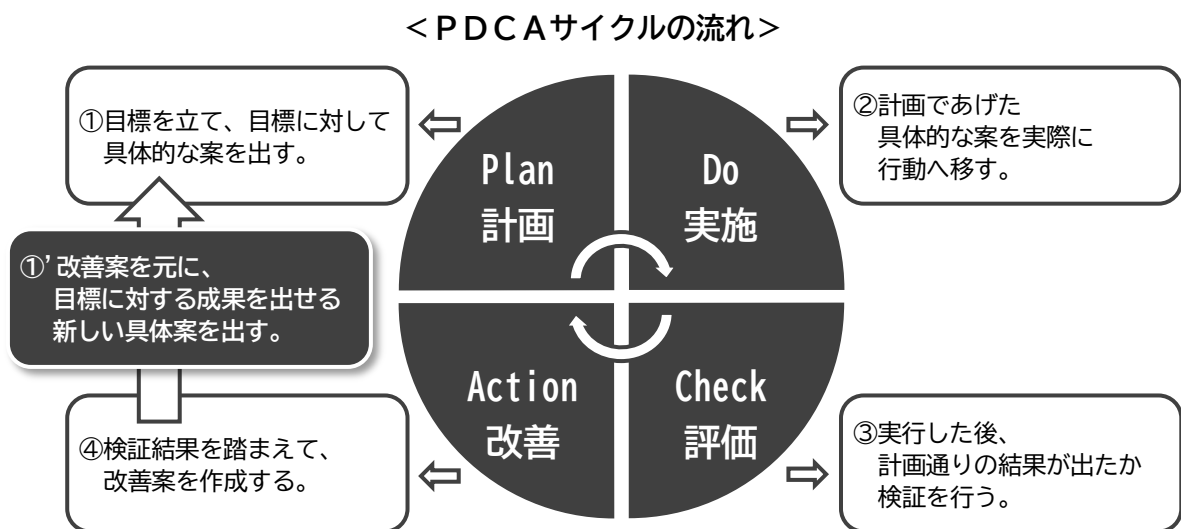 ＜ＰＤＣＡサイクルの流れ＞
①目標を立て、目標に対して
具体的な案を出す。
Plan
計画
Do
実施
②計画であげた
具体的な案を実際に
行動へ移す。
①’改善案を元に、
目標に対する成果を出せる
新しい具体案を出す。
④検証結果を踏まえて、
改善案を作成する。
Action
改善
Check
評価
③実行した後、
計画通りの結果が出たか
検証を行う。